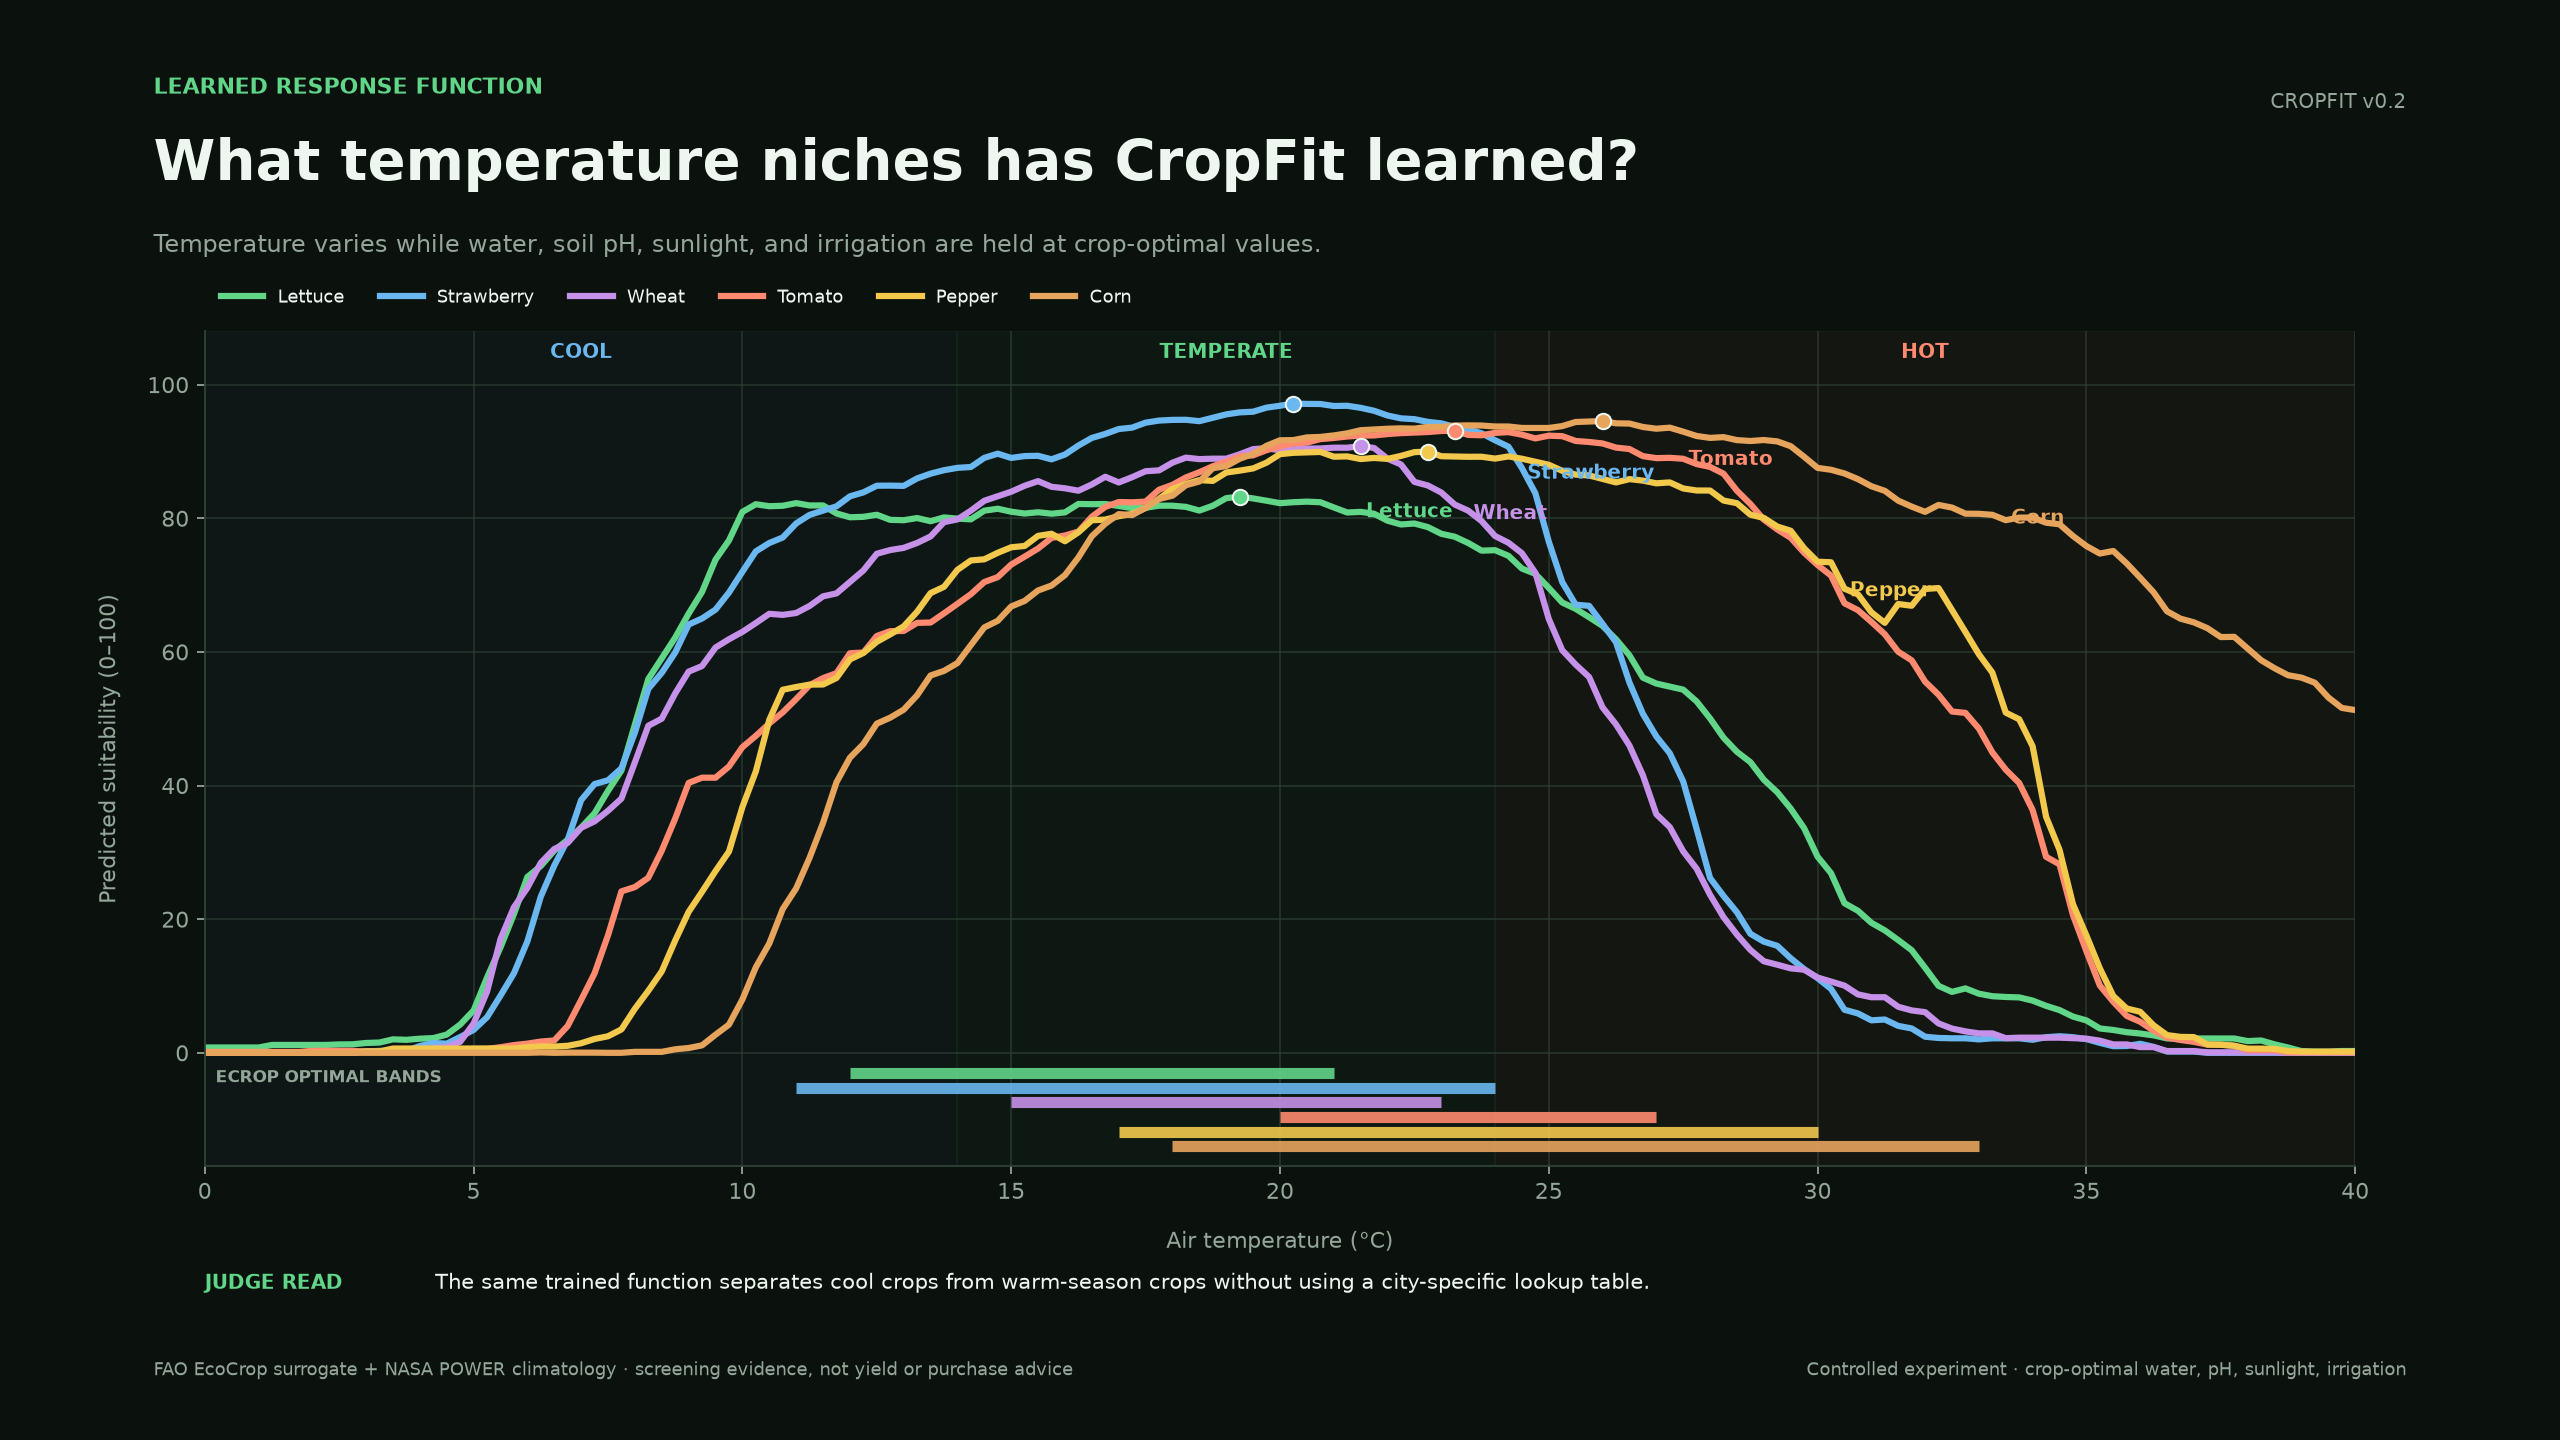 LEARNED RESPONSE FUNCTION
CROPFIT v0.2
What temperature niches has CropFit learned?
Temperature varies while water, soil pH, sunlight, and irrigation are held at crop-optimal values.
Lettuce Strawberry Wheat Tomato Pepper Corn
COOL TEMPERATE HOT
100
80
60
40
20
0
Predicted suitability (0–100)
Tomato
Strawberry
Lettuce Wheat
Corn
Pepper
ECROP OPTIMAL BANDS
0 5 10 15 20 25 30 35 40
Air temperature (°C)
JUDGE READ The same trained function separates cool crops from warm-season crops without using a city-specific lookup table.
FAO EcoCrop surrogate + NASA POWER climatology · screening evidence, not yield or purchase advice
Controlled experiment · crop-optimal water, pH, sunlight, irrigation